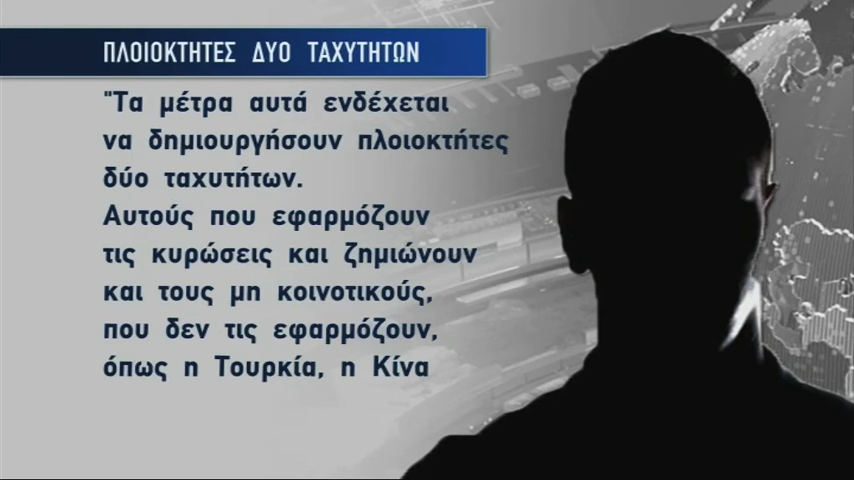 ΠΛΟΙΟΚΤΗΤΕΣ ΔΥΟ ΤΑΧΥΤΗΤΩΝ
"Τα μέτρα αυτά ενδέχεται
να δημιουργήσουν πλοιοκτήτες
δύο ταχυτήτων.
Αυτούς που εφαρμόζουν
τις κυρώσεις και ζημιώνουν
και τους μη κοινοτικούς,
που δεν τις εφαρμόζουν,
όπως η Τουρκία, η Κίνα